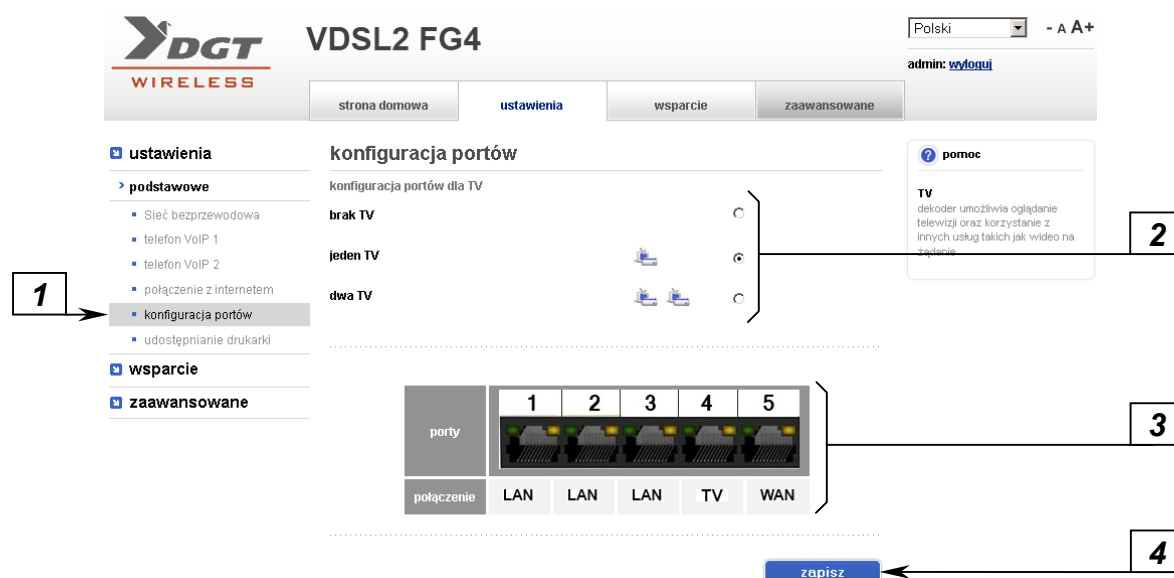 DGT
WIRELESS
VDSL2 FG4
Polski
- A A+
admin: wyloguj
strona domowa
ustawienia
wsparcie
zaawansowane
ustawienia
podstawowe
Sieć bezprzewodowa
telefon VoIP 1
telefon VoIP 2
połączenie z internetem
konfiguracja portów
udostępnianie drukarki
wsparcie
zaawansowane
1
konfiguracja portów
konfiguracja portów dla TV
brak TV
jeden TV
dwa TV
2
pomoc
TV
dekoder umożliwia oglądanie
telewizji oraz korzystanie z
innych usług takich jak wideo na
żądanie
porty
1 2 3 4 5
połączenie
LAN LAN LAN TV WAN
3
zapisz
4